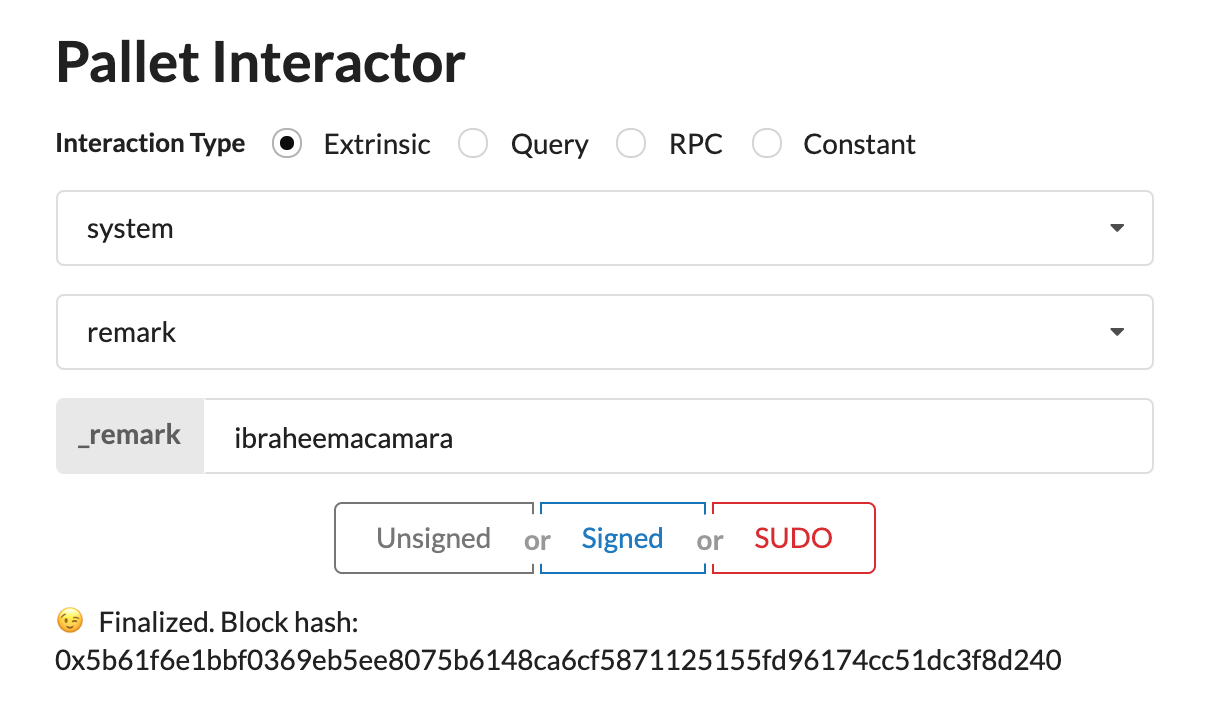 Pallet Interactor
Interaction Type Extrinsic Query RPC Constant
system
remark
_remark ibraheemacamara
Unsigned or Signed or SUDO
😉 Finalized. Block hash:
0x5b61f6e1bbf0369eb5ee8075b6148ca6cf5871125155fd96174cc51dc3f8d240